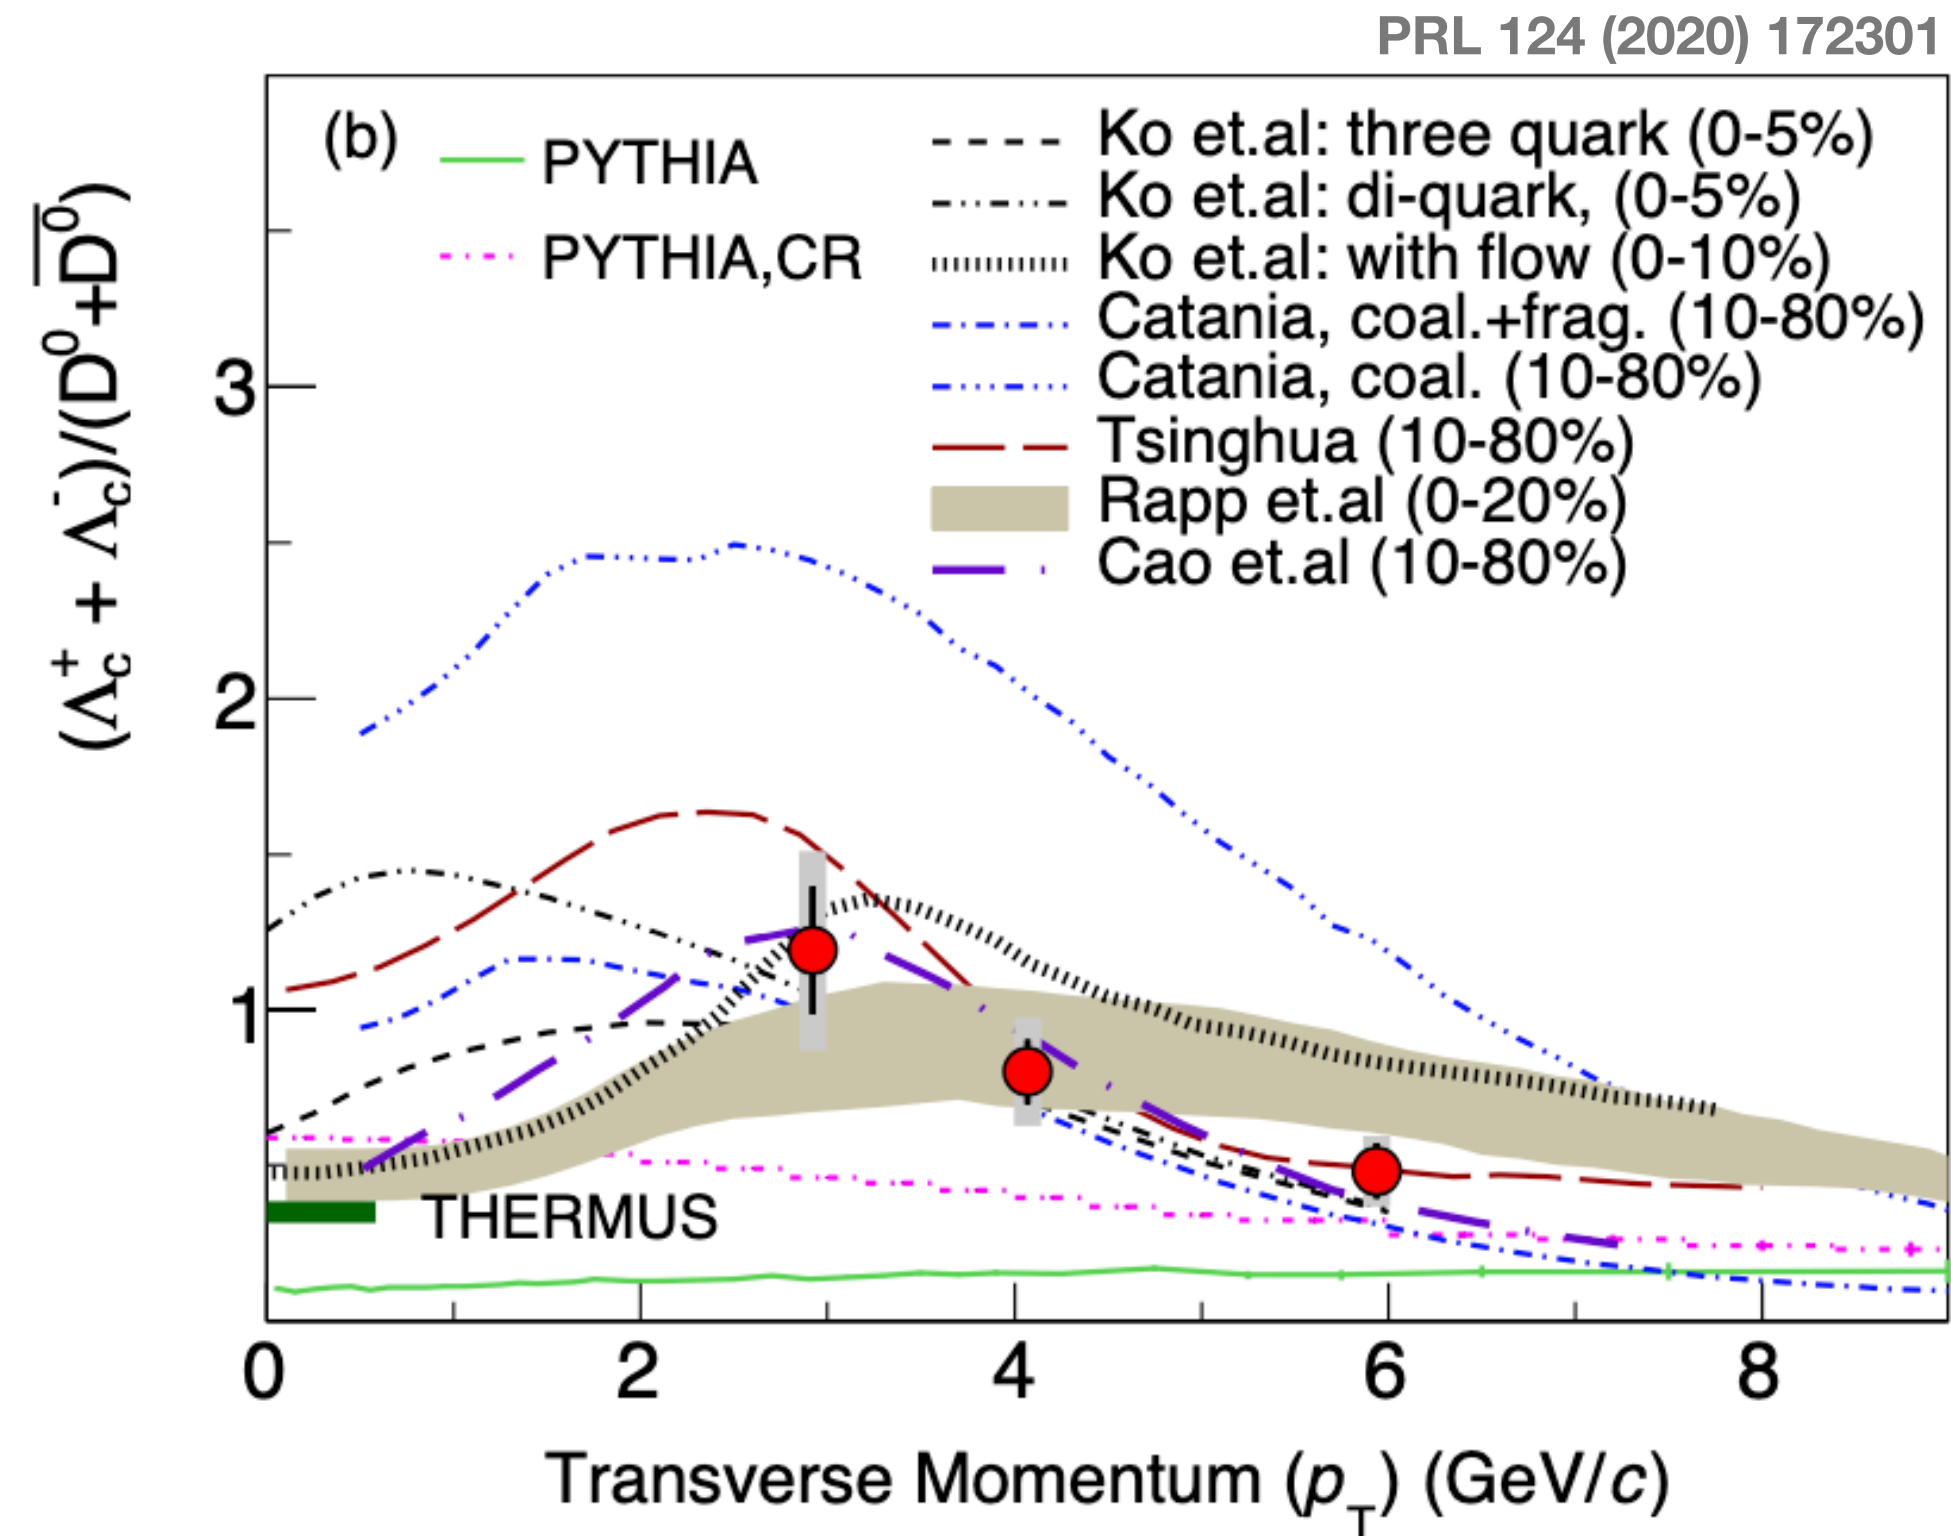 PRL 124 (2020) 172301
(b)
PYTHIA
PYTHIA,CR
Ko et.al: three quark (0-5%)
Ko et.al: di-quark, (0-5%)
Ko et.al: with flow (0-10%)
Catania, coal.+frag. (10-80%)
Catania, coal. (10-80%)
Tsinghua (10-80%)
Rapp et.al (0-20%)
Cao et.al (10-80%)
(Λc+ + Λc-)/(D0+D̅0)
3
2
1
THERMUS
0 2 4 6 8
Transverse Momentum (pT) (GeV/c)